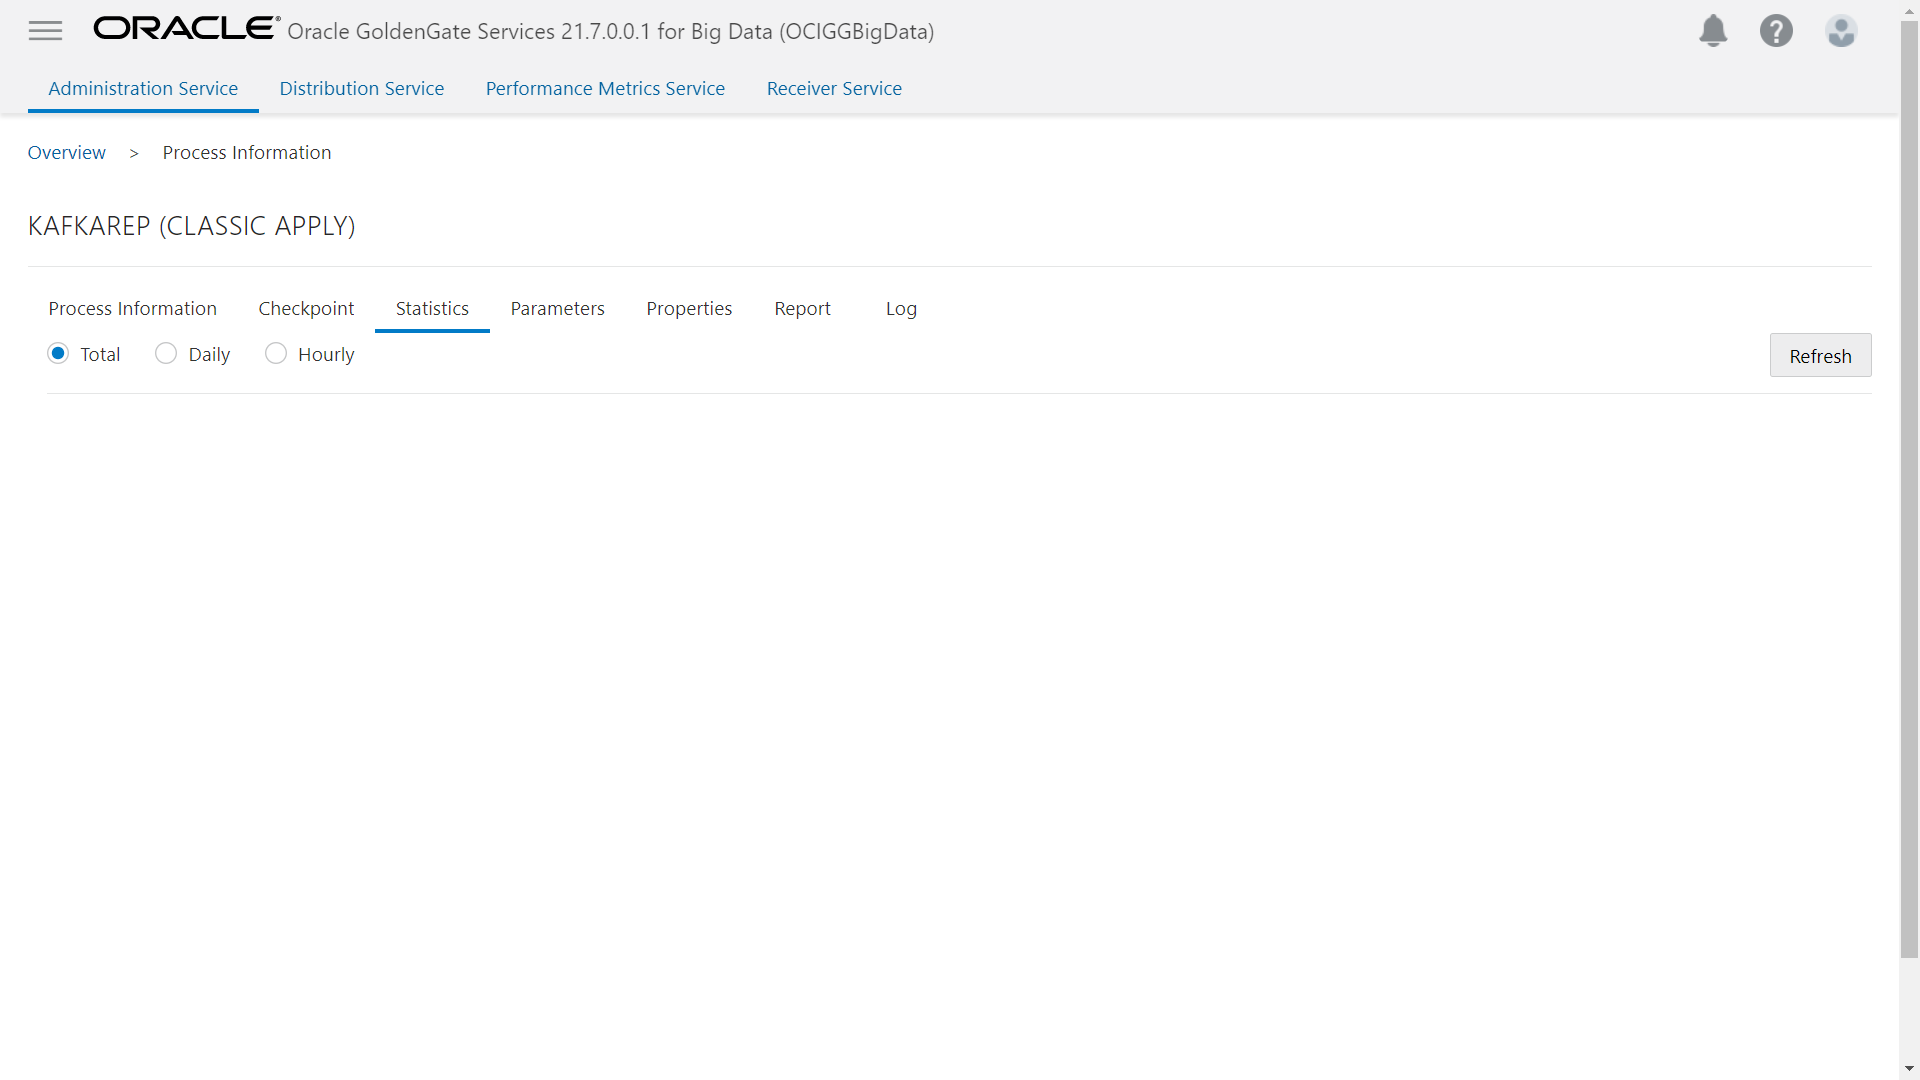 ORACLE® Oracle GoldenGate Services 21.7.0.0.1 for Big Data (OCIGGBigData)
Administration Service Distribution Service Performance Metrics Service Receiver Service
Overview > Process Information
KAFKAREP (CLASSIC APPLY)
Process Information Checkpoint Statistics Parameters Properties Report Log
Total Daily Hourly
Refresh